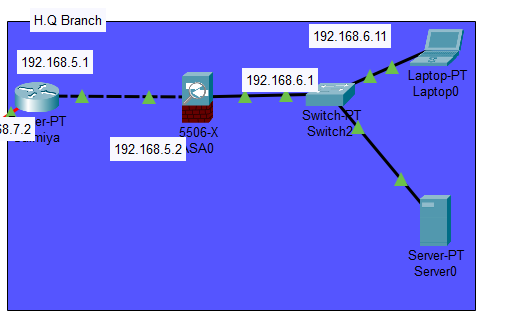 H.Q Branch
192.168.6.11
192.168.5.1
Laptop-PT
Laptop0
192.168.6.1
Switch-PT
Switch2
5506-X
ASA0
192.168.5.2
Server-PT
Server0